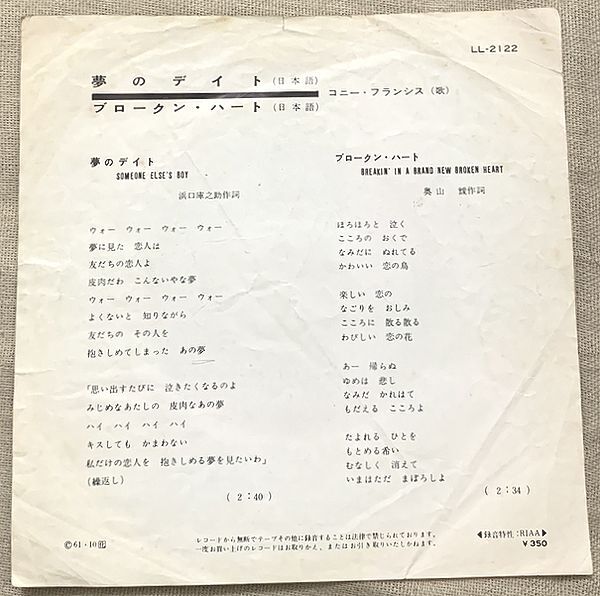 LL-2122
夢のデイト(日本語)
ブロークン・ハート(日本語)
コニー・フランシス(歌)
夢のデイト
SOMEONE ELSE'S BOY
浜口庫之助作詞
ウォー ウォー ウォー ウォー
夢に見た 恋人は
友だちの恋人よ
皮肉だわ こんないやな夢
ウォー ウォー ウォー ウォー
よくないと 知りながら
友だちの その人を
抱きしめてしまった あの夢
「思い出すたびに 泣きたくなるのよ
みじめなあたしの 皮肉なあの夢
ハイ ハイ ハイ ハイ
キスしても かまわない
私だけの恋人を 抱きしめる夢を見たいわ」
(繰返し)
(2:40)
ブロークン・ハート
BREAKIN' IN A BRAND NEW BROKEN HEART
奥山 作詞
ほろほろと 泣く
こころの おくで
なみだに ぬれてる
かわいい 恋の鳥
楽しい 恋の
なごりを おしみ
こころに 散る散る
わびしい 恋の花
あー 帰らぬ
ゆめは 悲し
なみだ かれはて
もだえる こころよ
たよれる ひとを
もとめる希い
むなしく 消えて
いまはただ まぼろしよ
(2:34)
Ⓒ61・10
レコードから無断でテープその他に録音することは法律で禁じられております。
一度お買い上げのレコードはお取りかえ、またはお引き取りいたしかねます。
◀録音特性:RIAA▶
¥350